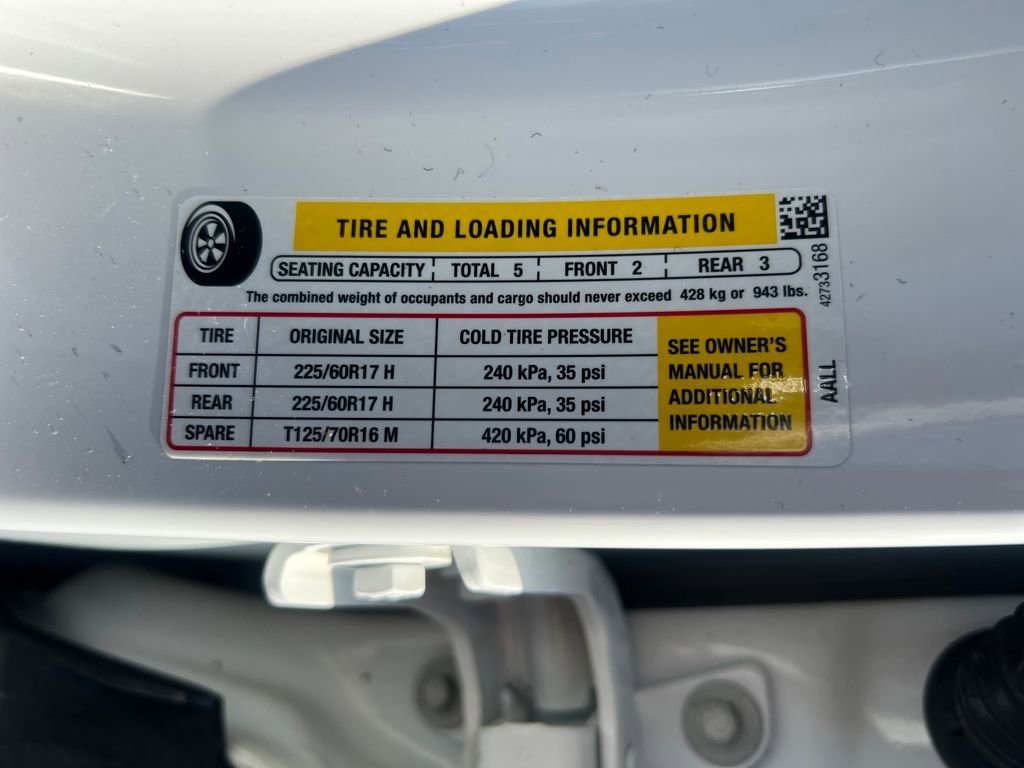 TIRE AND LOADING INFORMATION
SEATING CAPACITY TOTAL 5 FRONT 2 REAR 3
The combined weight of occupants and cargo should never exceed 428 kg or 943 lbs.
TIRE ORIGINAL SIZE COLD TIRE PRESSURE
FRONT 225/60R17 H 240 kPa, 35 psi
REAR 225/60R17 H 240 kPa, 35 psi
SPARE T125/70R16 M 420 kPa, 60 psi
SEE OWNER'S
MANUAL FOR
ADDITIONAL
INFORMATION
42733168
AALL